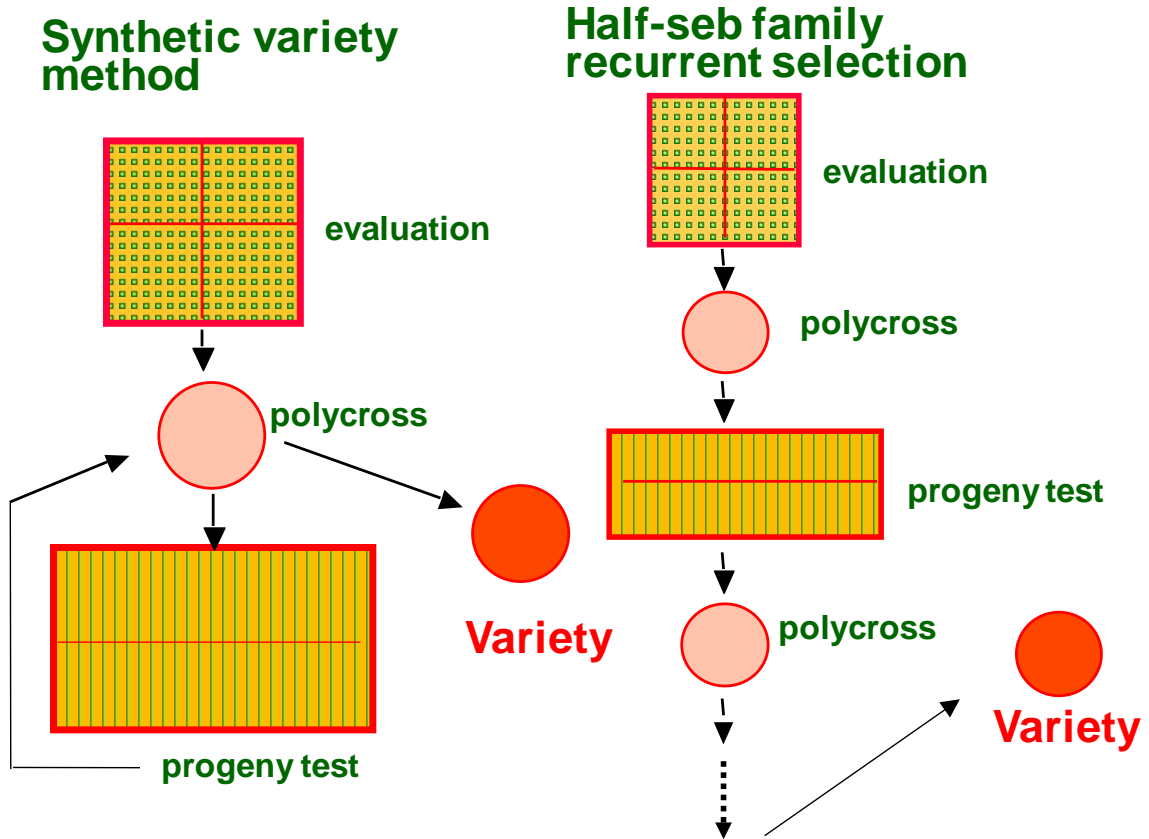 Synthetic variety
method
evaluation
polycross
Variety
progeny test
Half-seb family
recurrent selection
evaluation
polycross
progeny test
polycross
Variety